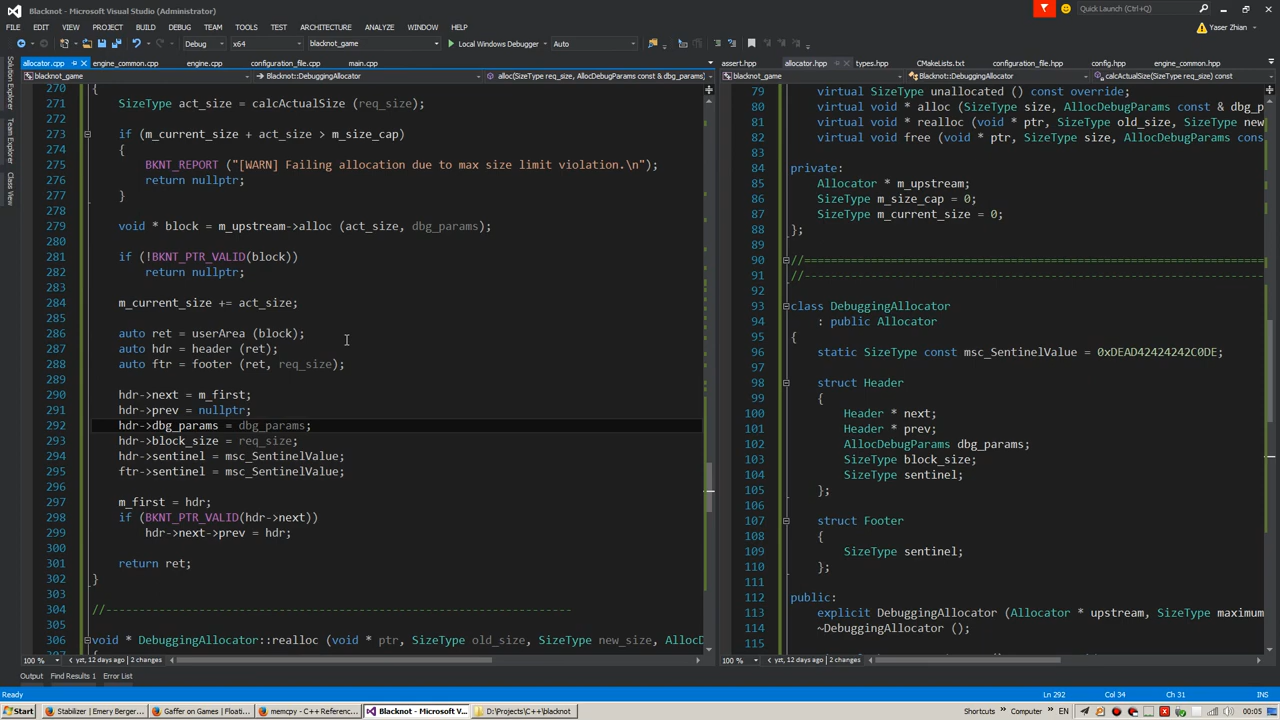 Blacknot - Microsoft Visual Studio (Administrator)
Quick Launch (Ctrl+Q)
FILE EDIT VIEW PROJECT BUILD DEBUG TEAM TOOLS ARCHITECTURE ANALYZE WINDOW HELP
Yaser Zhian
Debug x64 blacknot_game Local Windows Debugger Auto
allocator.cpp engine_common.cpp engine.cpp configuration_file.cpp main.cpp
assert.hpp allocator.hpp types.hpp CMakeLists.txt configuration_file.hpp config.hpp engine_common.hpp
blacknot_game Blacknot::DebuggingAllocator alloc(SizeType req_size, AllocDebugParams const & dbg_params)
blacknot_game Blacknot::DebuggingAllocator calcActualSize(SizeType req_size) const
Solution Explorer
Team Explorer
Class View
270 {
271 SizeType act_size = calcActualSize (req_size);
272
273 if (m_current_size + act_size > m_size_cap)
274 {
275 BKNT_REPORT ("[WARN] Failing allocation due to max size limit violation.\n");
276 return nullptr;
277 }
278
279 void * block = m_upstream->alloc (act_size, dbg_params);
280
281 if (!BKNT_PTR_VALID(block))
282 return nullptr;
283
284 m_current_size += act_size;
285
286 auto ret = userArea (block);
287 auto hdr = header (ret);
288 auto ftr = footer (ret, req_size);
289
290 hdr->next = m_first;
291 hdr->prev = nullptr;
292 hdr->dbg_params = dbg_params;
293 hdr->block_size = req_size;
294 hdr->sentinel = msc_SentinelValue;
295 ftr->sentinel = msc_SentinelValue;
296
297 m_first = hdr;
298 if (BKNT_PTR_VALID(hdr->next))
299 hdr->next->prev = hdr;
300
301 return ret;
302 }
303
304 //----------------------------------------------------------------------
305
306 void * DebuggingAllocator::realloc (void * ptr, SizeType old_size, SizeType new_size, AllocD
79 virtual SizeType unallocated () const override;
80 virtual void * alloc (SizeType size, AllocDebugParams const & dbg_p
81 virtual void * realloc (void * ptr, SizeType old_size, SizeType new
82 virtual void free (void * ptr, SizeType size, AllocDebugParams cons
83
84 private:
85 Allocator * m_upstream;
86 SizeType m_size_cap = 0;
87 SizeType m_current_size = 0;
88 };
89
90 //======================================================================
91 //----------------------------------------------------------------------
92
93 class DebuggingAllocator
94 : public Allocator
95 {
96 static SizeType const msc_SentinelValue = 0xDEAD42424242C0DE;
97
98 struct Header
99 {
100 Header * next;
101 Header * prev;
102 AllocDebugParams dbg_params;
103 SizeType block_size;
104 SizeType sentinel;
105 };
106
107 struct Footer
108 {
109 SizeType sentinel;
110 };
111
112 public:
113 explicit DebuggingAllocator (Allocator * upstream, SizeType maximum
114 ~DebuggingAllocator ();
115
100 % yzt, 12 days ago | 2 changes
100 % yzt, 12 days ago | 2 changes
Output Find Results 1 Error List
Ready Ln 292 Col 34 Ch 31 INS
Start Stabilizer | Emery Berger... Gaffer on Games | Floati... memcpy - C++ Referenc... Blacknot - Microsoft V... D:\Projects\C++\blacknot Shortcuts » Computer » EN 00:05